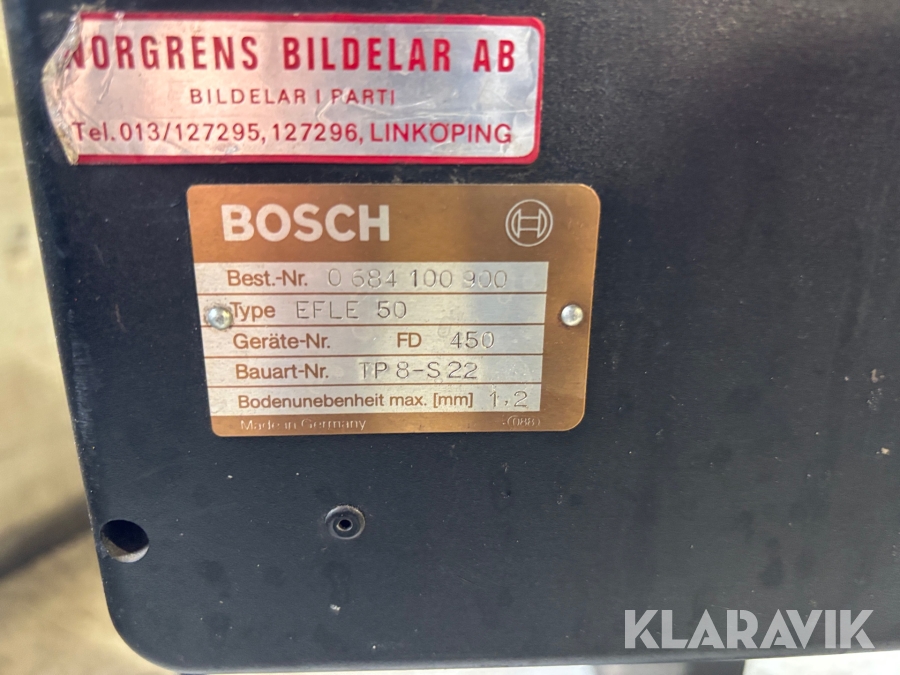 NORGRENS BILDELAR AB
BILDELAR I PARTI
Tel. 013/127295, 127296, LINKÖPING
BOSCH
Best.-Nr. 0 684 100 900
Type EFLE 50
Geräte-Nr. FD 450
Bauart-Nr. TP 8-S 22
Bodenunebenheit max. [mm] 1,2
Made in Germany
KLARAVIK